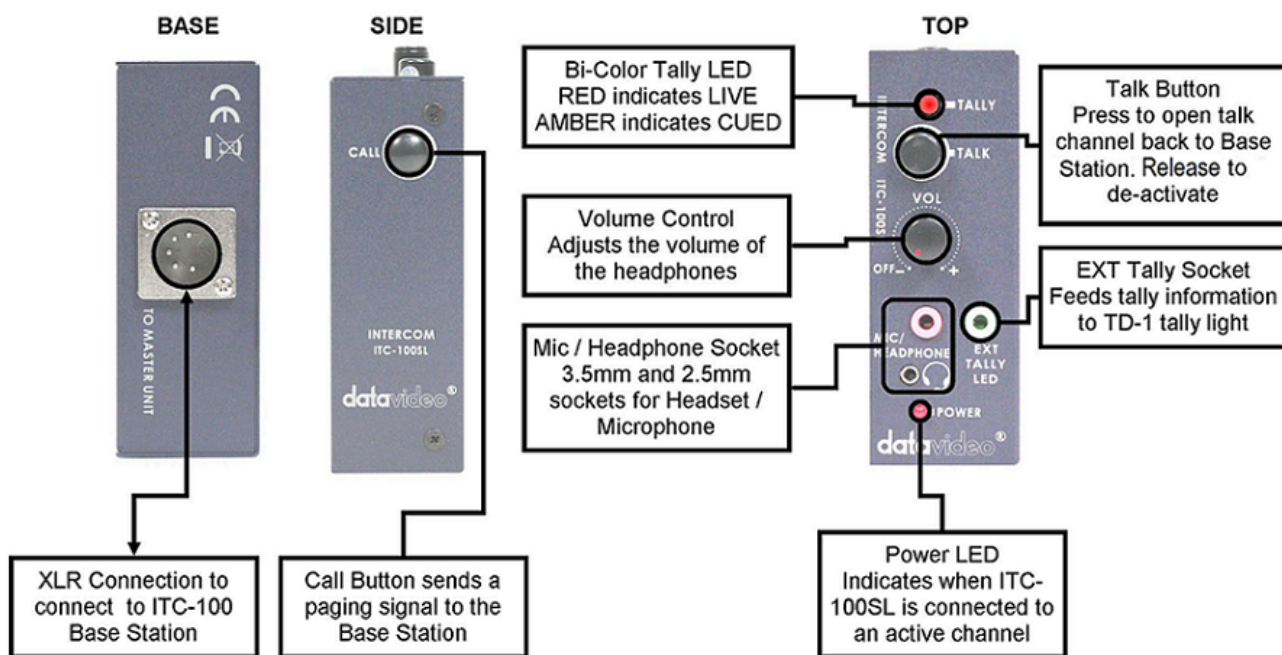 BASE
SIDE
TOP
CE
TO MASTER UNIT
CALL
INTERCOM
ITC-100SL
datavideo®
Bi-Color Tally LED
RED indicates LIVE
AMBER indicates CUED
Volume Control
Adjusts the volume of
the headphones
Mic / Headphone Socket
3.5mm and 2.5mm
sockets for Headset /
Microphone
TALLY
TALK
INTERCOM ITC-100SL
VOL
OFF - +
MIC/
HEADPHONE
EXT
TALLY
LED
POWER
datavideo®
Talk Button
Press to open talk
channel back to Base
Station. Release to
de-activate
EXT Tally Socket
Feeds tally information
to TD-1 tally light
XLR Connection to
connect to ITC-100
Base Station
Call Button sends a
paging signal to the
Base Station
Power LED
Indicates when ITC-
100SL is connected to
an active channel